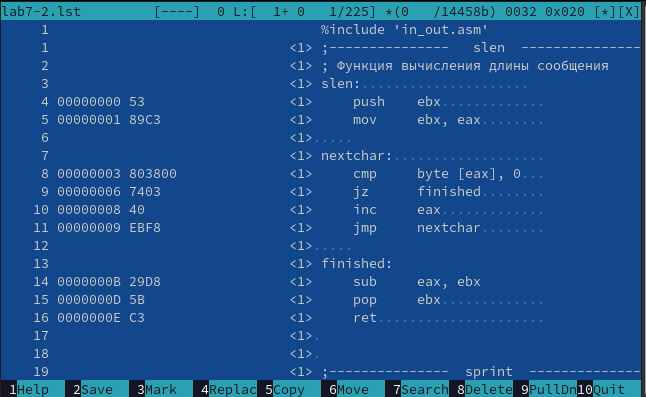 lab7-2.lst [----] 0 L:[ 1+ 0 1/225] *(0 /14458b) 0032 0x020 [*][X]
1 %include 'in_out.asm'
1 <1> ;--------------- slen ---------------
2 <1> ; Функция вычисления длины сообщения
3 <1> slen:.....................
4 00000000 53 <1> push ebx.............
5 00000001 89C3 <1> mov ebx, eax........
6 <1>.....
7 <1> nextchar:...................
8 00000003 803800 <1> cmp byte [eax], 0...
9 00000006 7403 <1> jz finished........
10 00000008 40 <1> inc eax.............
11 00000009 EBF8 <1> jmp nextchar........
12 <1>.....
13 <1> finished:
14 0000000B 29D8 <1> sub eax, ebx
15 0000000D 5B <1> pop ebx.............
16 0000000E C3 <1> ret.....................
17 <1>.
18 <1>.
19 <1> ;--------------- sprint --------------
1Help 2Save 3Mark 4Replac 5Copy 6Move 7Search 8Delete 9PullDn 10Quit